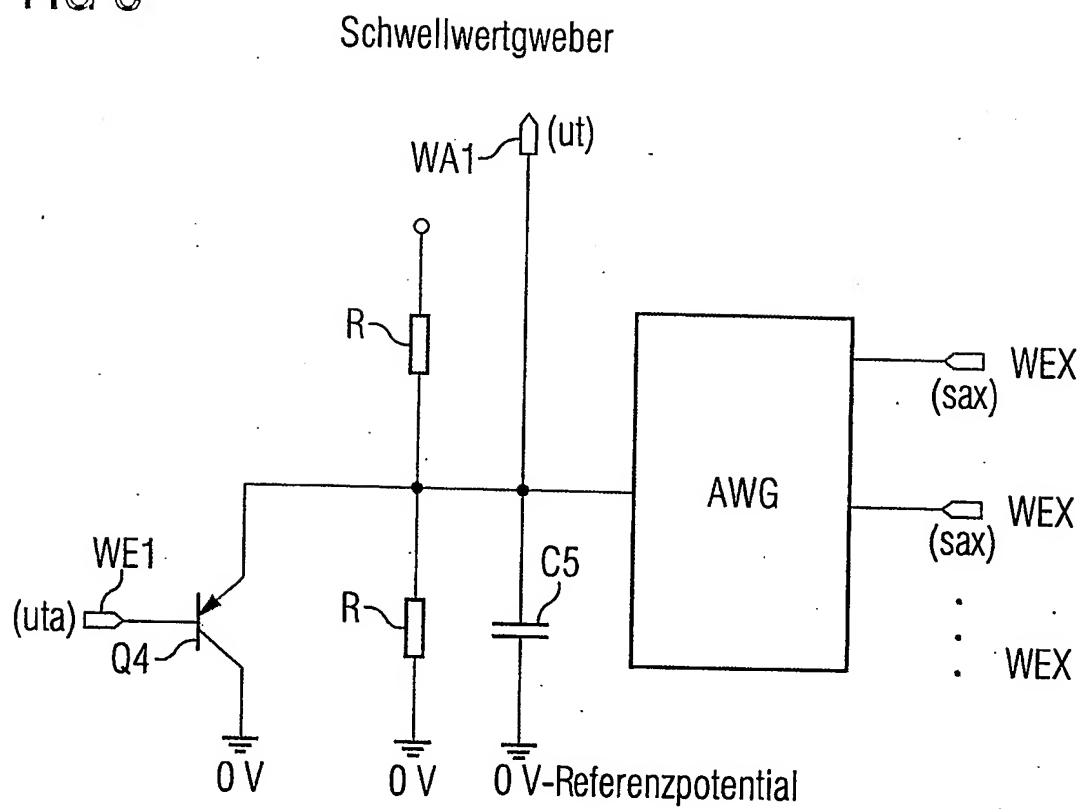 Schwellwertgweber
WA1
(ut)
R
WEX
(sax)
AWG
WEX
(sax)
WE1
C5
(uta)
R
Q4
WEX
0 V
0 V
0 V-Referenzpotential